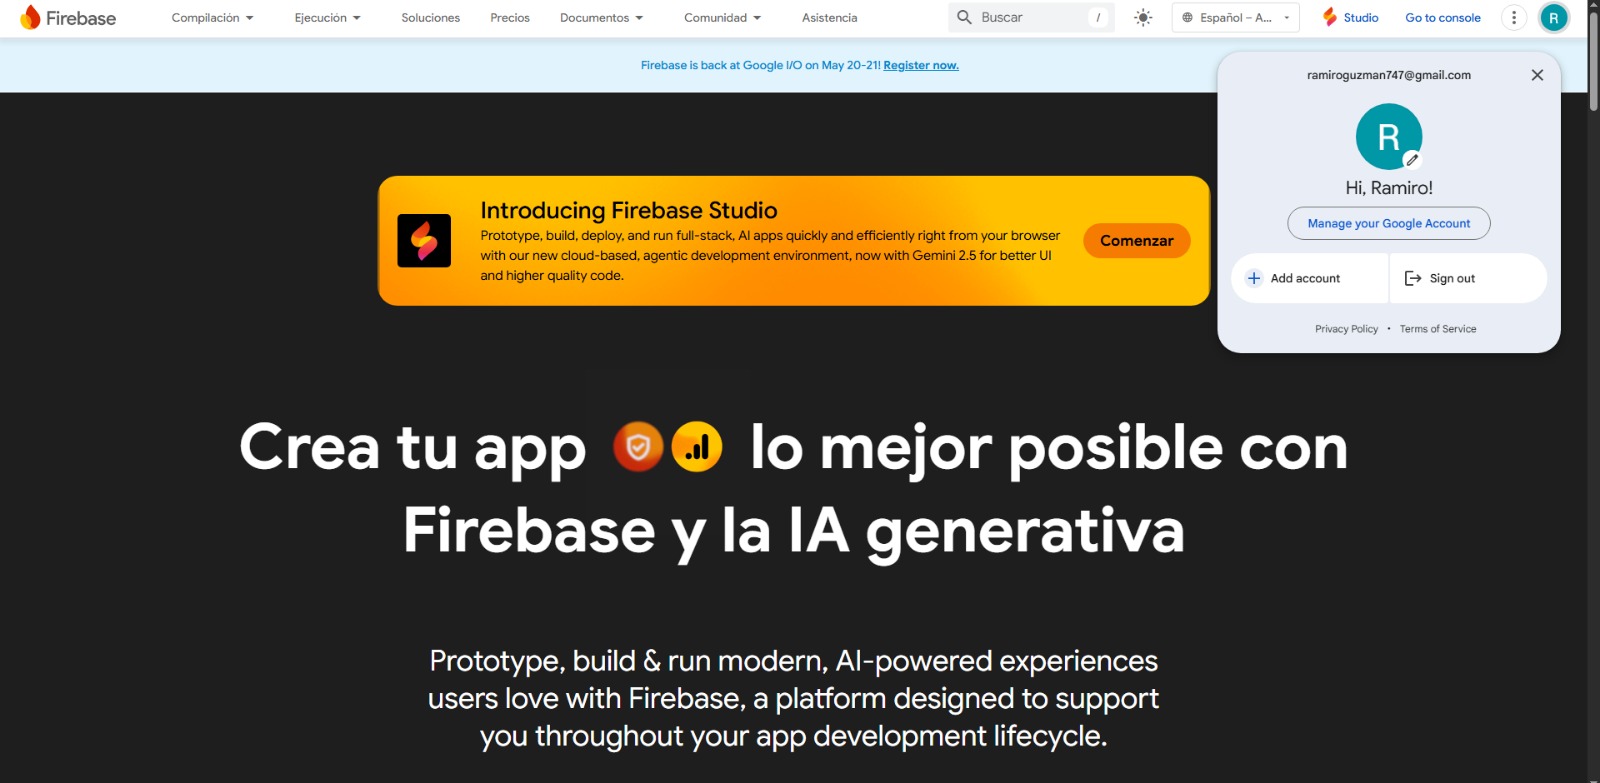 Firebase
Compilación
Ejecución
Soluciones
Precios
Documentos
Comunidad
Asistencia
Buscar
/
Español – A...
Studio
Go to console
R
Firebase is back at Google I/O on May 20-21! Register now.
ramiroguzman747@gmail.com
R
Hi, Ramiro!
Manage your Google Account
Add account
Sign out
Privacy Policy • Terms of Service
Introducing Firebase Studio
Prototype, build, deploy, and run full-stack, AI apps quickly and efficiently right from your browser
with our new cloud-based, agentic development environment, now with Gemini 2.5 for better UI
and higher quality code.
Comenzar
Crea tu app lo mejor posible con
Firebase y la IA generativa
Prototype, build & run modern, AI-powered experiences
users love with Firebase, a platform designed to support
you throughout your app development lifecycle.